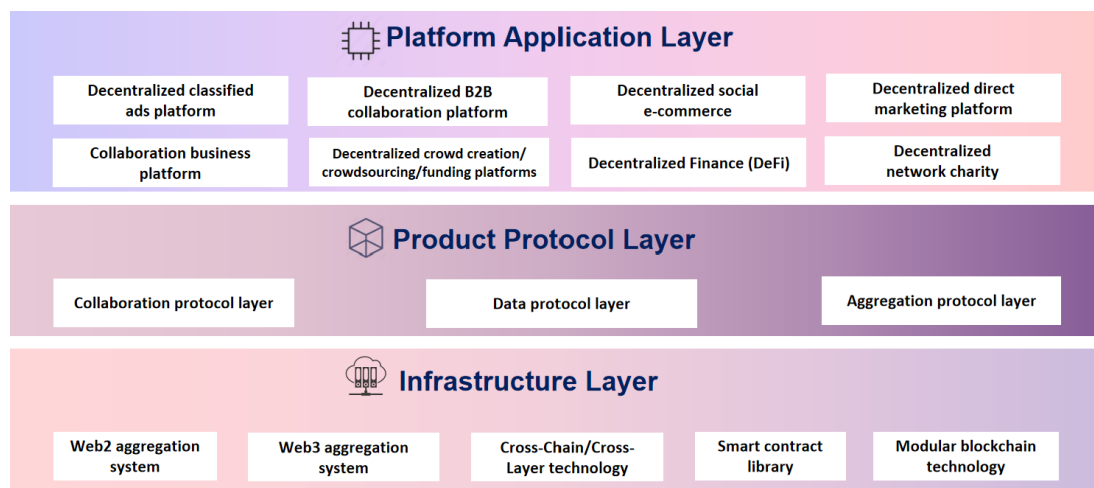 Platform Application Layer
Decentralized classified
ads platform
Decentralized B2B
collaboration platform
Decentralized social
e-commerce
Decentralized direct
marketing platform
Collaboration business
platform
Decentralized crowd creation/
crowdsourcing/funding platforms
Decentralized Finance (DeFi)
Decentralized
network charity
Product Protocol Layer
Collaboration protocol layer
Data protocol layer
Aggregation protocol layer
Infrastructure Layer
Web2 aggregation
system
Web3 aggregation
system
Cross-Chain/Cross-
Layer technology
Smart contract
library
Modular blockchain
technology